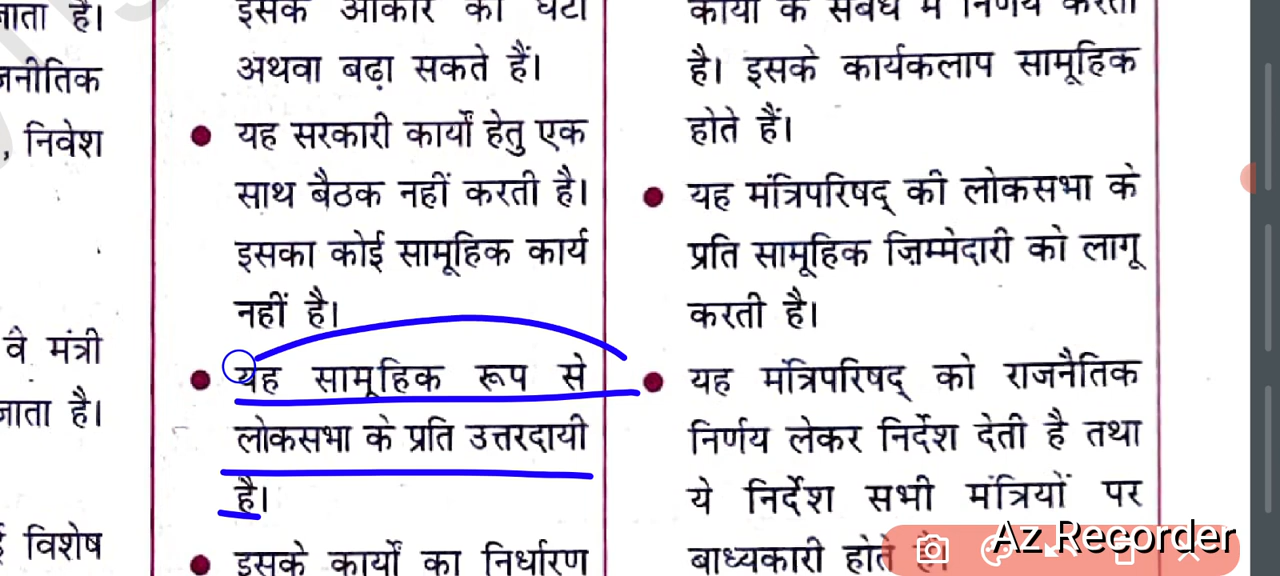 जाता है।
जनीतिक
, निवेश
वे मंत्री
जाता है।
विशेष
इसके आकार को घटा
अथवा बढ़ा सकते हैं।
यह सरकारी कार्यों हेतु एक
साथ बैठक नहीं करती है।
इसका कोई सामूहिक कार्य
नहीं है।
यह सामूहिक रूप से
लोकसभा के प्रति उत्तरदायी
है।
इसके कार्यों का निर्धारण
कार्यों के संबंध में निर्णय करती
है। इसके कार्यकलाप सामूहिक
होते हैं।
यह मंत्रिपरिषद् की लोकसभा के
प्रति सामूहिक ज़िम्मेदारी को लागू
करती है।
यह मंत्रिपरिषद् को राजनैतिक
निर्णय लेकर निर्देश देती है तथा
ये निर्देश सभी मंत्रियों पर
बाध्यकारी होते हैं।
Az Recorder